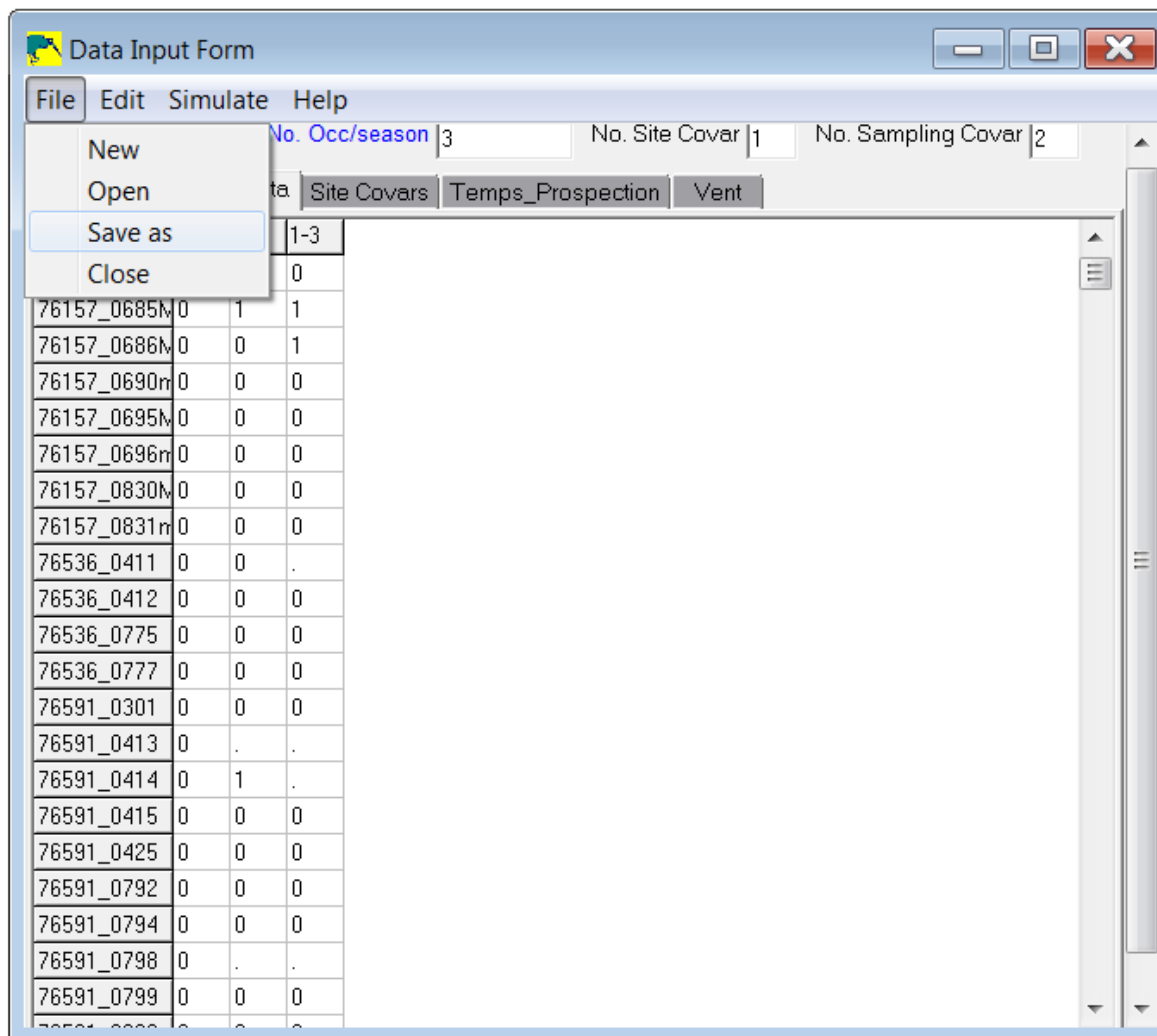 Data Input Form
File Edit Simulate Help
New
Open
Save as
Close
No. Occ/season 3 No. Site Covar 1 No. Sampling Covar 2
ta Site Covars Temps_Prospection Vent
1-3
0
76157_0685M 0 1 1
76157_0686M 0 0 1
76157_0690m 0 0 0
76157_0695M 0 0 0
76157_0696m 0 0 0
76157_0830M 0 0 0
76157_0831m 0 0 0
76536_0411 0 0 .
76536_0412 0 0 0
76536_0775 0 0 0
76536_0777 0 0 0
76591_0301 0 0 0
76591_0413 0 . .
76591_0414 0 1 .
76591_0415 0 0 0
76591_0425 0 0 0
76591_0792 0 0 0
76591_0794 0 0 0
76591_0798 0 . .
76591_0799 0 0 0